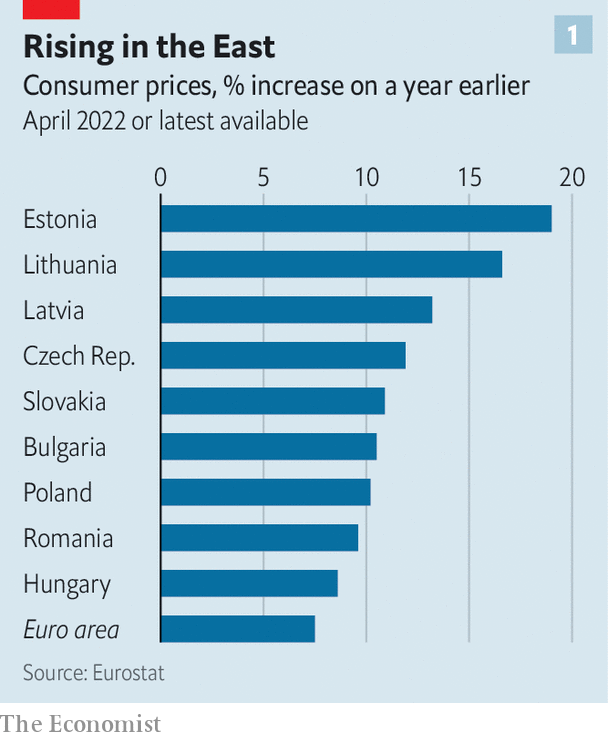 1
Rising in the East
Consumer prices, % increase on a year earlier
April 2022 or latest available
0 5 10 15 20
Estonia
Lithuania
Latvia
Czech Rep.
Slovakia
Bulgaria
Poland
Romania
Hungary
Euro area
Source: Eurostat
The Economist